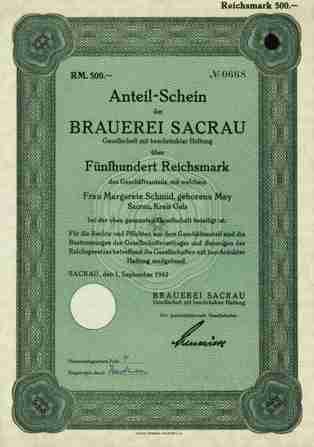 Reichsmark 500.—
RM. 500.— № 0668
Anteil-Schein
der
BRAUEREI SACRAU
Gesellschaft mit beschränkter Haftung
über
Fünfhundert Reichsmark
des Geschäftsanteils, mit welchem
Frau Margarete Schmid, geborene May
Sacrau, Kreis Oels
bei der oben genannten Gesellschaft beteiligt ist.
Für die Rechte und Pflichten aus dem Geschäftsanteil sind die
Bestimmungen des Gesellschaftsvertrages und diejenigen des
Reichsgesetzes betreffend die Gesellschaften mit beschränkter
Haftung maßgebend.
SACRAU, den 1. September 1942
BRAUEREI SACRAU
Gesellschaft mit beschränkter Haftung
Der
Eingetragen durch